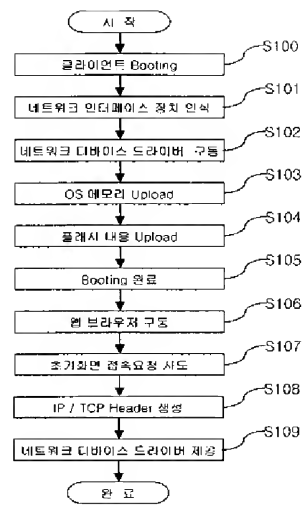 시 작
S100
클라이언트 Booting
S101
네트워크 인터페이스 장치 인식
S102
네트워크 디바이스 드라이버 구동
S103
OS 메모리 Upload
S104
플래시 내용 Upload
S105
Booting 완료
S106
웹 브라우저 구동
S107
초기화면 접속요청 시도
S108
IP / TCP Header 생성
S109
네트워크 디바이스 드라이버 제공
완 료